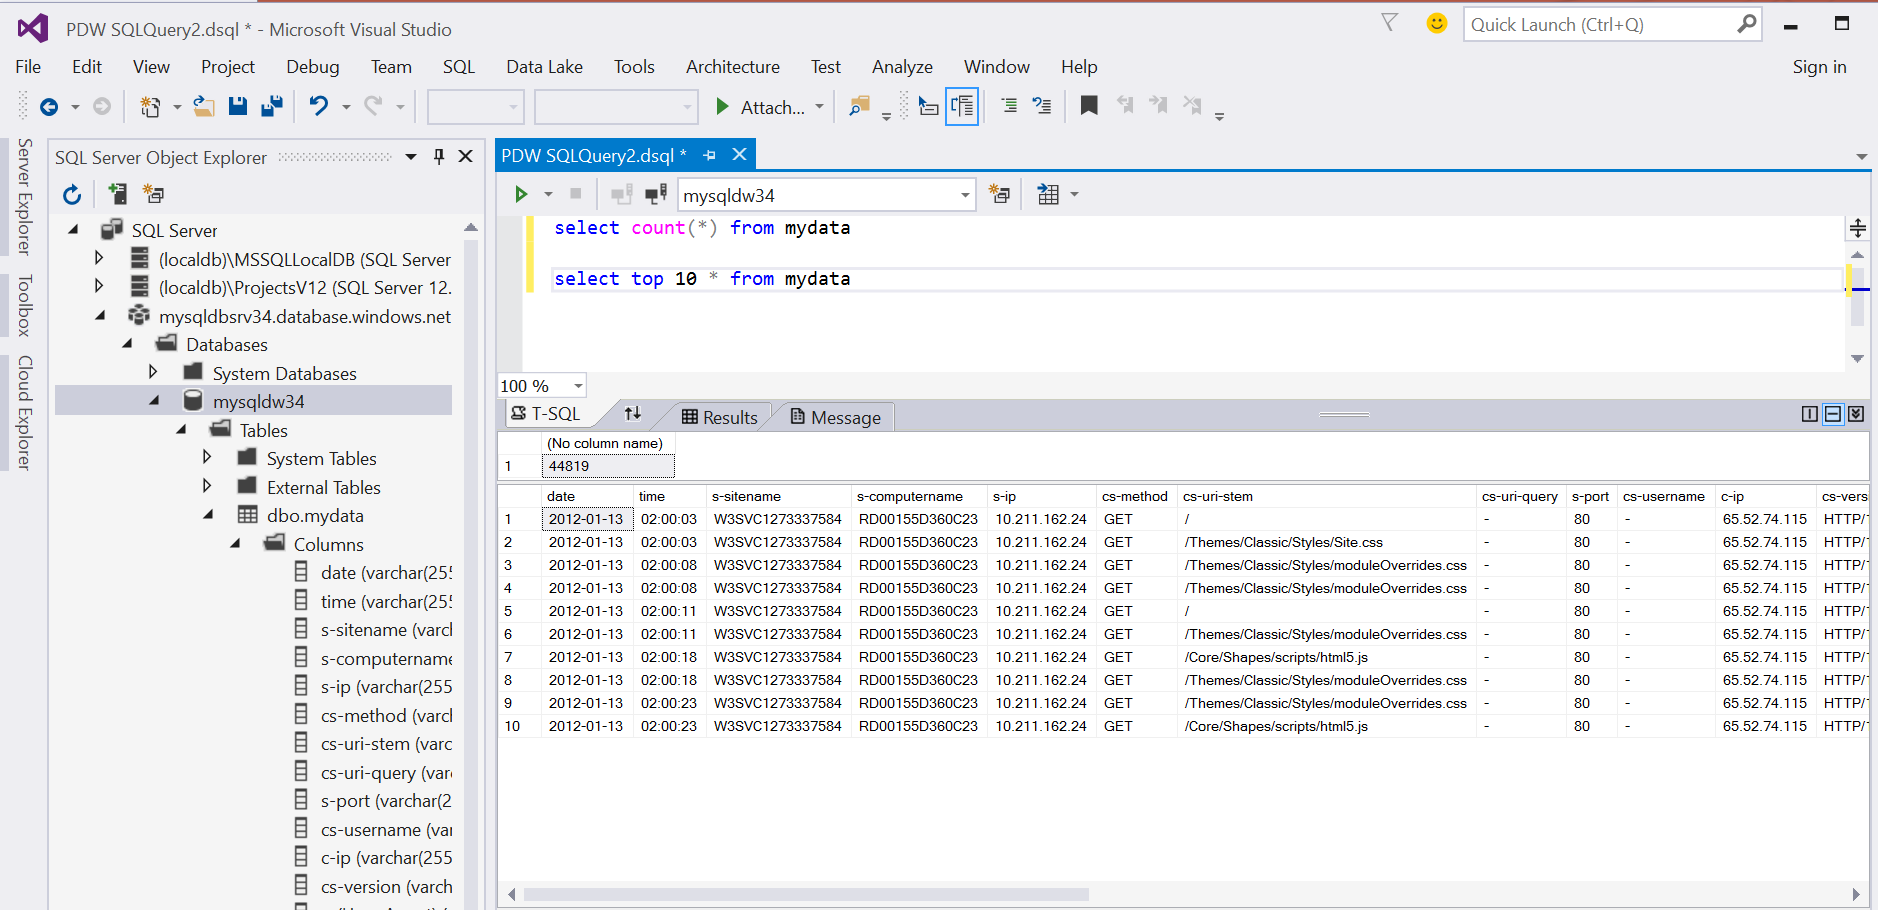 PDW SQLQuery2.dsql * - Microsoft Visual Studio
Quick Launch (Ctrl+Q)
File Edit View Project Debug Team SQL Data Lake Tools Architecture Test Analyze Window Help Sign in
Attach...
Server Explorer
Toolbox
Cloud Explorer
SQL Server Object Explorer
SQL Server
(localdb)\MSSQLLocalDB (SQL Server
(localdb)\ProjectsV12 (SQL Server 12.
mysqldbsrv34.database.windows.net
Databases
System Databases
mysqldw34
Tables
System Tables
External Tables
dbo.mydata
Columns
date (varchar(255
time (varchar(255
s-sitename (varcl
s-computername
s-ip (varchar(255
cs-method (varcl
cs-uri-stem (varc
cs-uri-query (var
s-port (varchar(2
cs-username (var
c-ip (varchar(255
cs-version (varch
PDW SQLQuery2.dsql *
mysqldw34
select count(*) from mydata
select top 10 * from mydata
100 %
T-SQL Results Message
(No column name)
1 44819
date time s-sitename s-computername s-ip cs-method cs-uri-stem cs-uri-query s-port cs-username c-ip cs-versi
1 2012-01-13 02:00:03 W3SVC1273337584 RD00155D360C23 10.211.162.24 GET / - 80 - 65.52.74.115 HTTP/1
2 2012-01-13 02:00:03 W3SVC1273337584 RD00155D360C23 10.211.162.24 GET /Themes/Classic/Styles/Site.css - 80 - 65.52.74.115 HTTP/1
3 2012-01-13 02:00:08 W3SVC1273337584 RD00155D360C23 10.211.162.24 GET /Themes/Classic/Styles/moduleOverrides.css - 80 - 65.52.74.115 HTTP/1
4 2012-01-13 02:00:08 W3SVC1273337584 RD00155D360C23 10.211.162.24 GET /Themes/Classic/Styles/moduleOverrides.css - 80 - 65.52.74.115 HTTP/1
5 2012-01-13 02:00:11 W3SVC1273337584 RD00155D360C23 10.211.162.24 GET / - 80 - 65.52.74.115 HTTP/1
6 2012-01-13 02:00:11 W3SVC1273337584 RD00155D360C23 10.211.162.24 GET /Themes/Classic/Styles/moduleOverrides.css - 80 - 65.52.74.115 HTTP/1
7 2012-01-13 02:00:18 W3SVC1273337584 RD00155D360C23 10.211.162.24 GET /Core/Shapes/scripts/html5.js - 80 - 65.52.74.115 HTTP/1
8 2012-01-13 02:00:18 W3SVC1273337584 RD00155D360C23 10.211.162.24 GET /Themes/Classic/Styles/moduleOverrides.css - 80 - 65.52.74.115 HTTP/1
9 2012-01-13 02:00:23 W3SVC1273337584 RD00155D360C23 10.211.162.24 GET /Themes/Classic/Styles/moduleOverrides.css - 80 - 65.52.74.115 HTTP/1
10 2012-01-13 02:00:23 W3SVC1273337584 RD00155D360C23 10.211.162.24 GET /Core/Shapes/scripts/html5.js - 80 - 65.52.74.115 HTTP/1